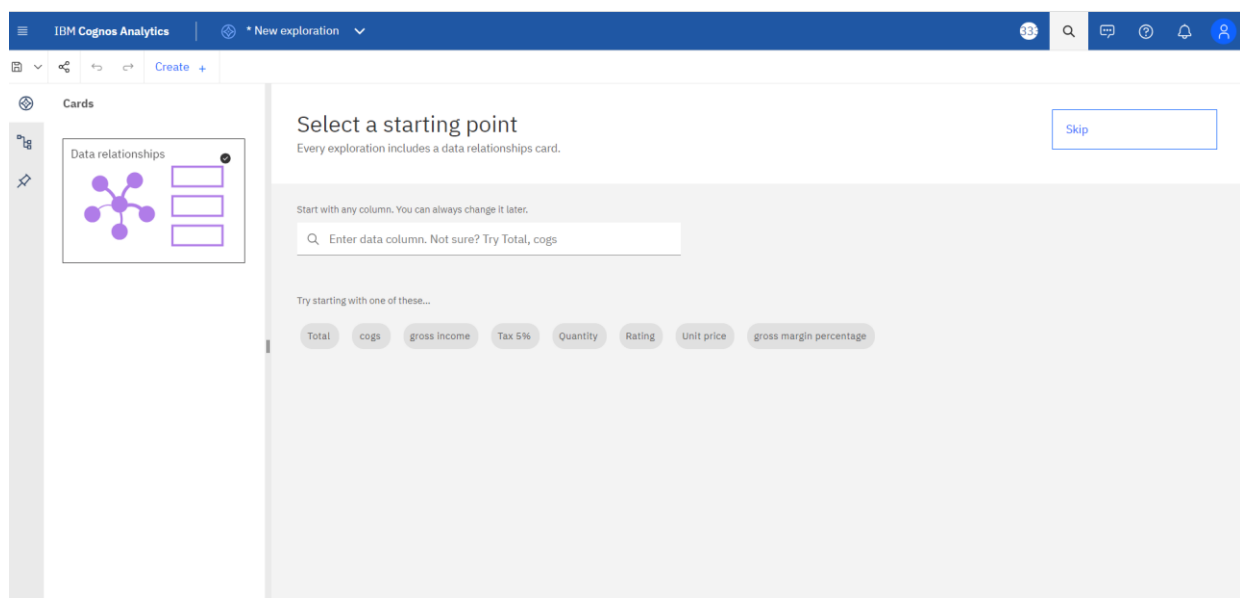 IBM Cognos Analytics
* New exploration
Create +
Cards
Data relationships
Select a starting point
Every exploration includes a data relationships card.
Skip
Start with any column. You can always change it later.
Enter data column. Not sure? Try Total, cogs
Try starting with one of these...
Total cogs gross income Tax 5% Quantity Rating Unit price gross margin percentage